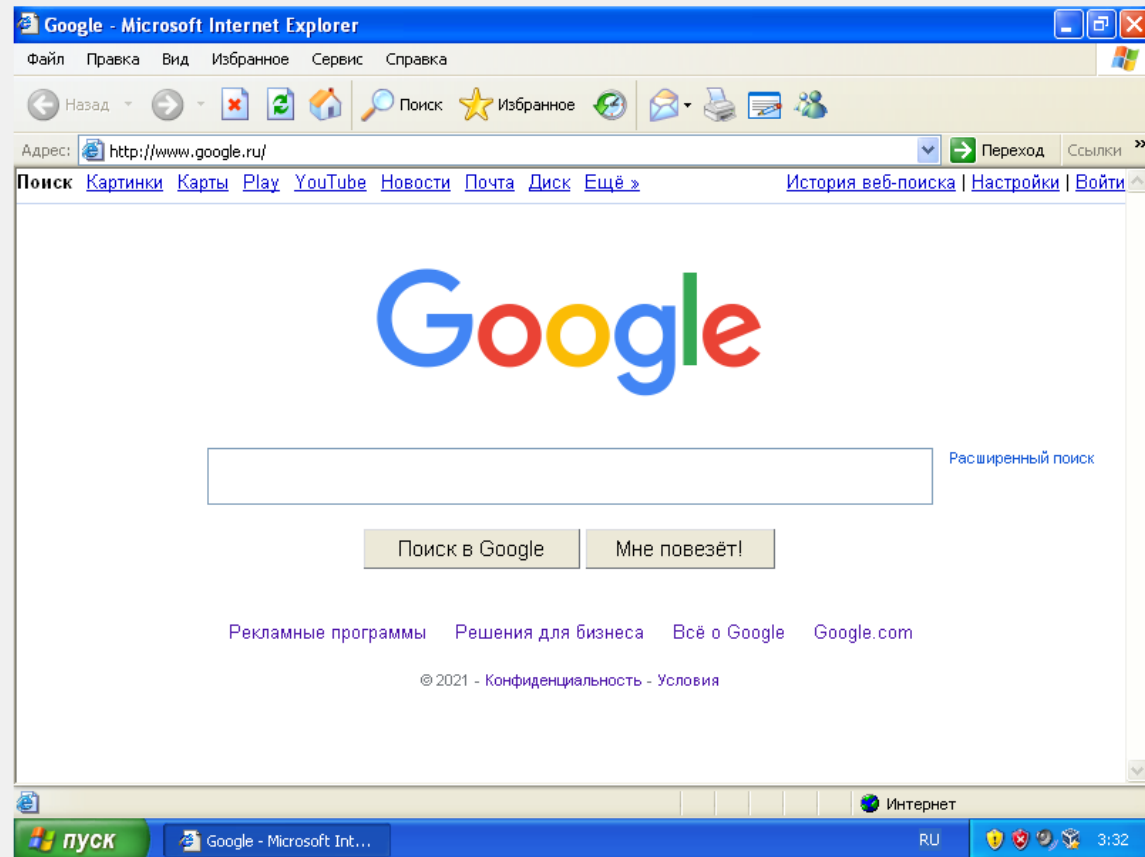 Google - Microsoft Internet Explorer
Файл Правка Вид Избранное Сервис Справка
Назад Поиск Избранное
Адрес: http://www.google.ru/ Переход Ссылки »
Поиск Картинки Карты Play YouTube Новости Почта Диск Ещё » История веб-поиска | Настройки | Войти
Google
Расширенный поиск
Поиск в Google Мне повезёт!
Рекламные программы Решения для бизнеса Всё о Google Google.com
© 2021 - Конфиденциальность - Условия
Интернет
пуск Google - Microsoft Int... RU 3:32